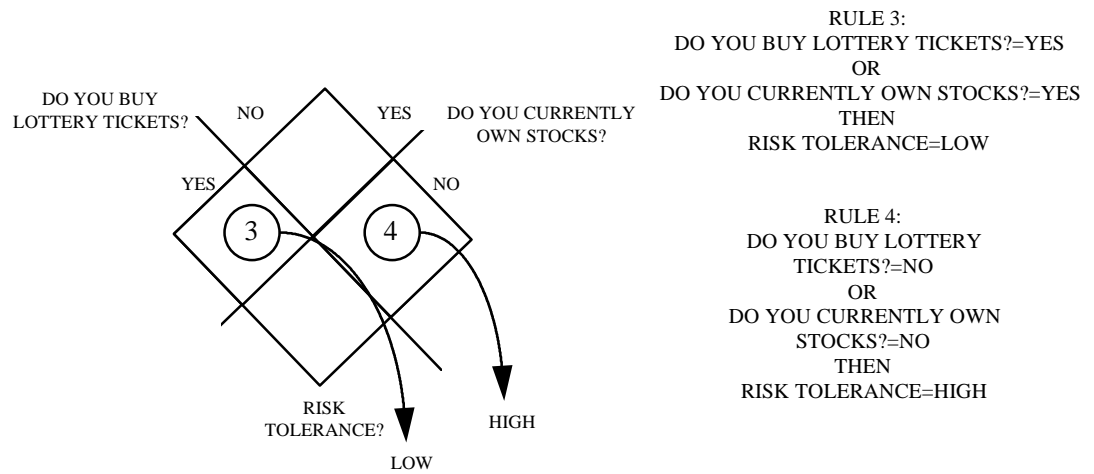 DO YOU BUY
LOTTERY TICKETS?
NO
YES
YES
DO YOU CURRENTLY
OWN STOCKS?
NO
3
4
RISK
TOLERANCE?
LOW
HIGH
RULE 3:
DO YOU BUY LOTTERY TICKETS?=YES
OR
DO YOU CURRENTLY OWN STOCKS?=YES
THEN
RISK TOLERANCE=LOW
RULE 4:
DO YOU BUY LOTTERY
TICKETS?=NO
OR
DO YOU CURRENTLY OWN
STOCKS?=NO
THEN
RISK TOLERANCE=HIGH